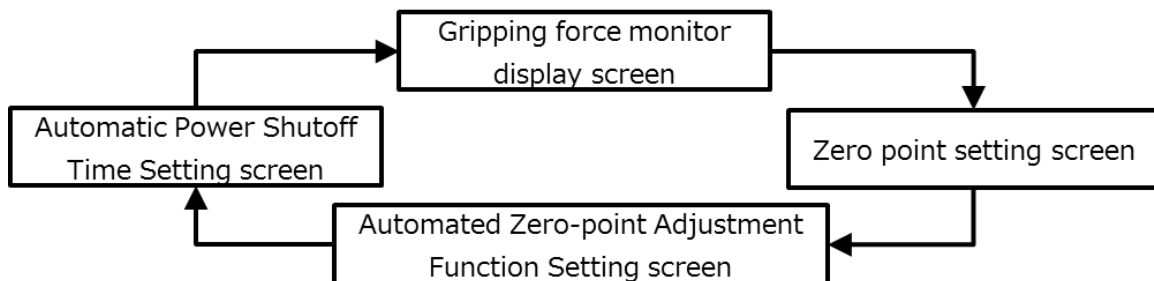 Gripping force monitor
display screen
Automatic Power Shutoff
Time Setting screen
Zero point setting screen
Automated Zero-point Adjustment
Function Setting screen